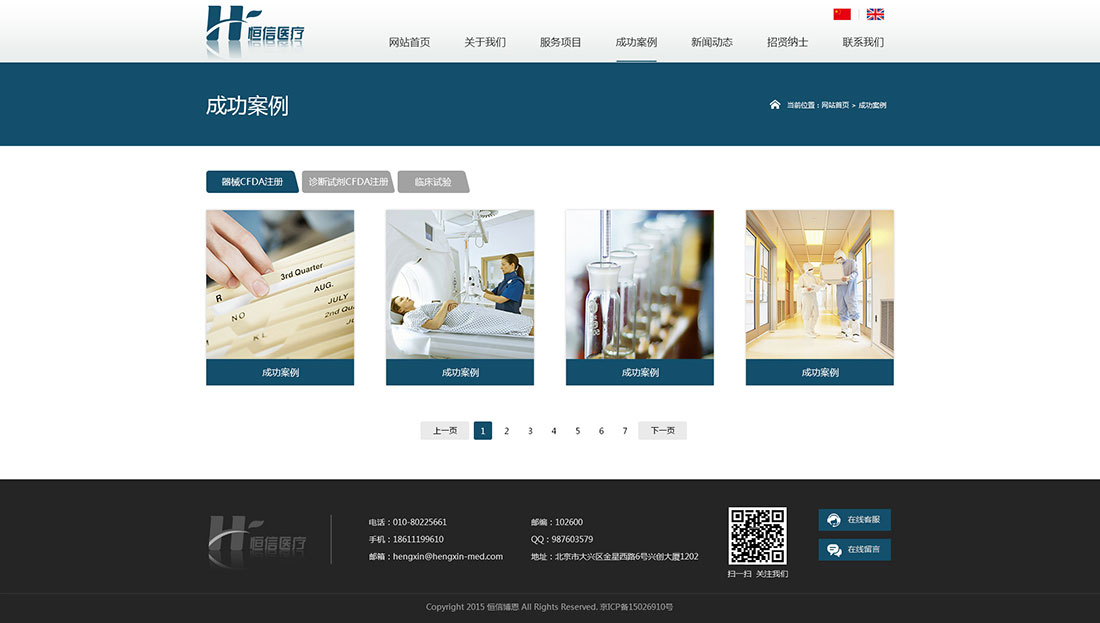 恒信医疗
网站首页 关于我们 服务项目 成功案例 新闻动态 招贤纳士 联系我们
成功案例
当前位置：网站首页 > 成功案例
器械CFDA注册 诊断试剂CFDA注册 临床试验
3rd Quarter
AUG.
R
JULY
NO
2nd Qua
KL
成功案例 成功案例 成功案例 成功案例
上一页 1 2 3 4 5 6 7 下一页
恒信医疗
电话：010-80225661 邮编：102600
手机：18611199610 QQ：987603579
邮箱：hengxin@hengxin-med.com 地址：北京市大兴区金星西路6号兴创大厦1202
扫一扫 关注我们
在线客服
在线留言
Copyright 2015 恒信嘉恩 All Rights Reserved. 京ICP备15026910号